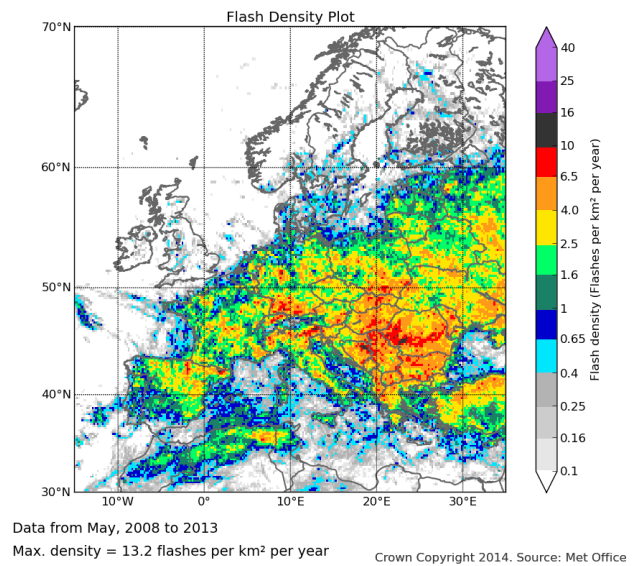 Flash Density Plot
70°N
60°N
50°N
40°N
30°N
10°W
0°
10°E
20°E
30°E
40
25
16
10
6.5
4.0
2.5
1.6
1
0.65
0.4
0.25
0.16
0.1
Flash density (Flashes per km² per year)
Data from May, 2008 to 2013
Max. density = 13.2 flashes per km² per year
Crown Copyright 2014. Source: Met Office